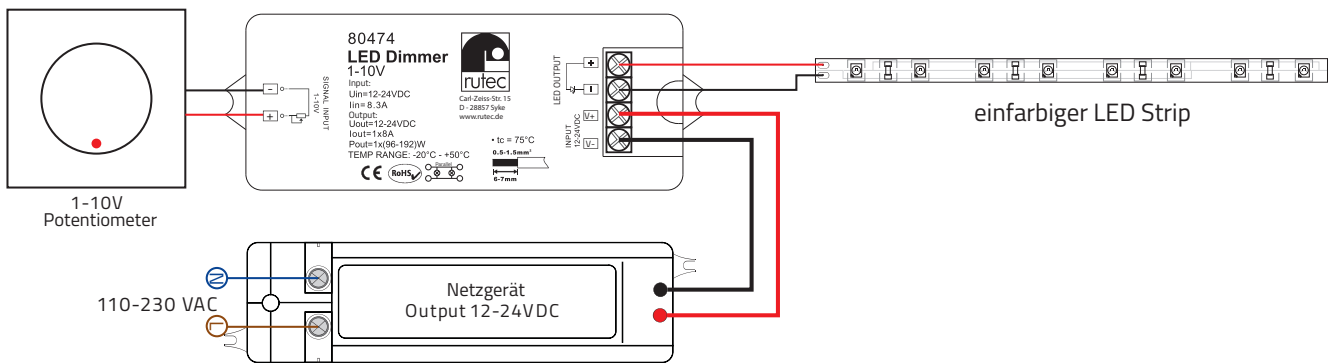 1-10V
Potentiometer
SIGNAL INPUT
1-10V
-
+
80474
LED Dimmer
1-10V
Input:
Uin=12-24VDC
Iin= 8.3A
Output:
Uout=12-24VDC
Iout=1x8A
Pout=1x(96-192)W
TEMP RANGE: -20°C - +50°C
CE
RoHS
Parallel
rutec
Carl-Zeiss-Str. 15
D - 28857 Syke
www.rutec.de
• tc = 75°C
0.5-1.5mm²
6-7mm
LED OUTPUT
+
-
INPUT
12-24VDC
V+
V-
einfarbiger LED Strip
110-230 VAC
N
L
Netzgerät
Output 12-24VDC